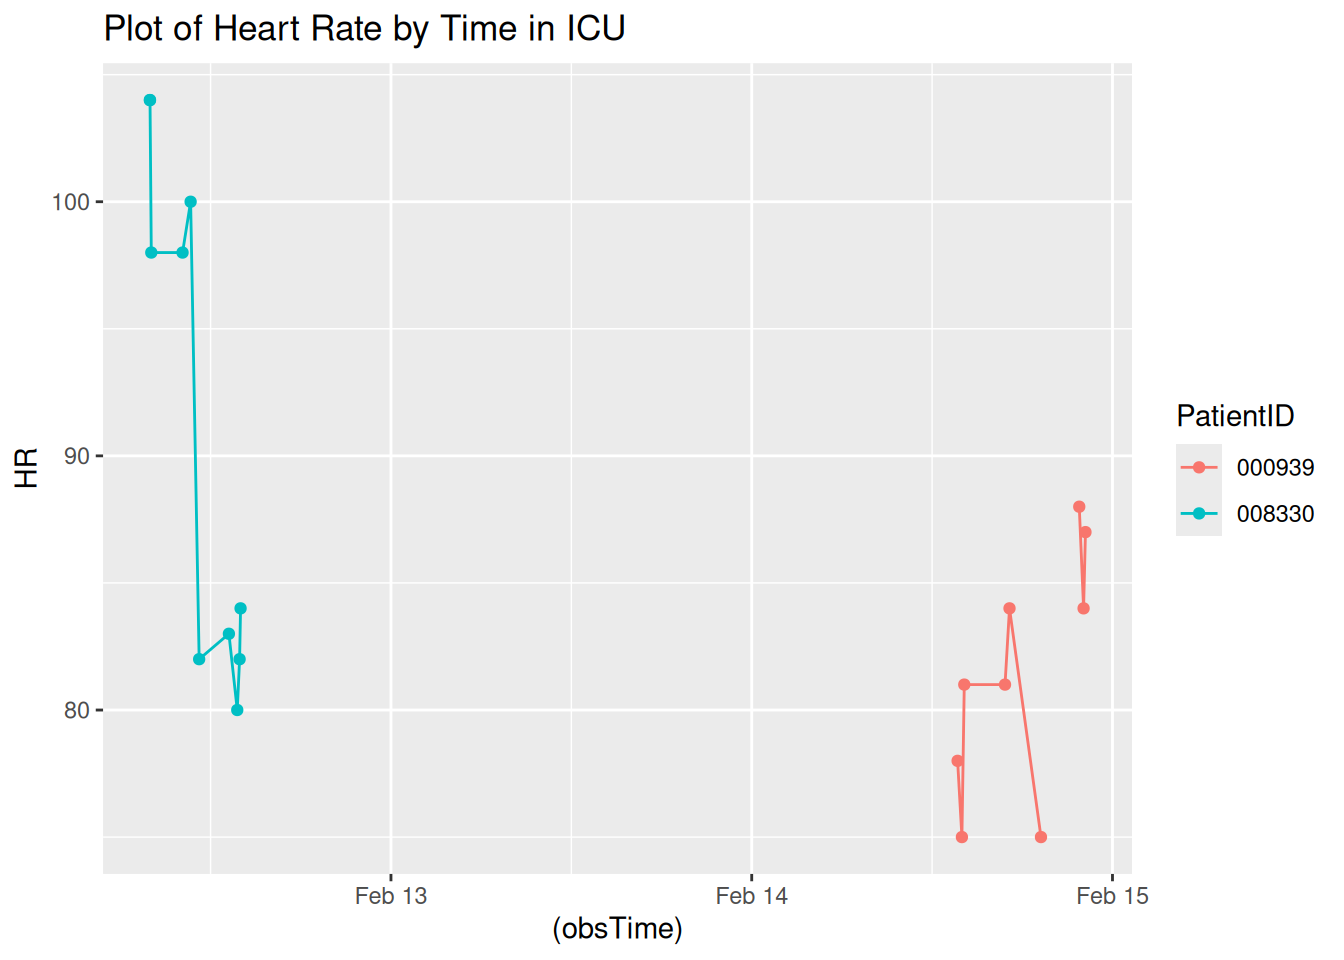 Plot of Heart Rate by Time in ICU
100
90
80
HR
Feb 13
Feb 14
Feb 15
(obsTime)
PatientID
000939
008330